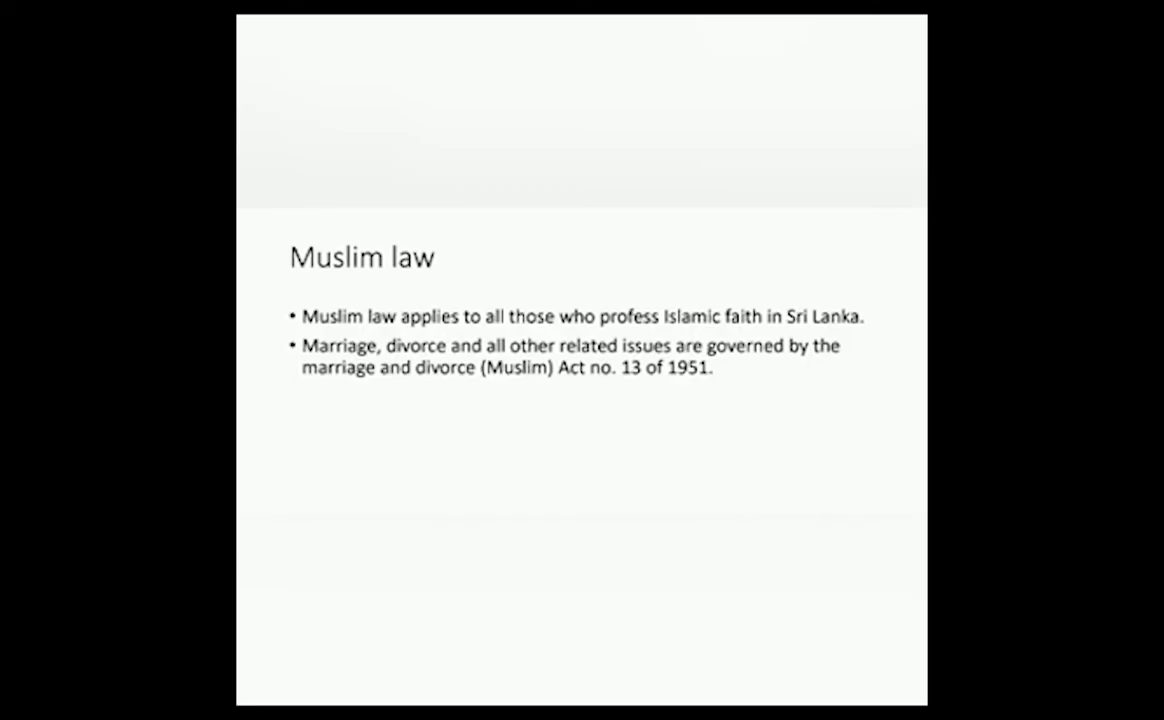 Muslim law
• Muslim law applies to all those who profess Islamic faith in Sri Lanka.
• Marriage, divorce and all other related issues are governed by the
marriage and divorce (Muslim) Act no. 13 of 1951.